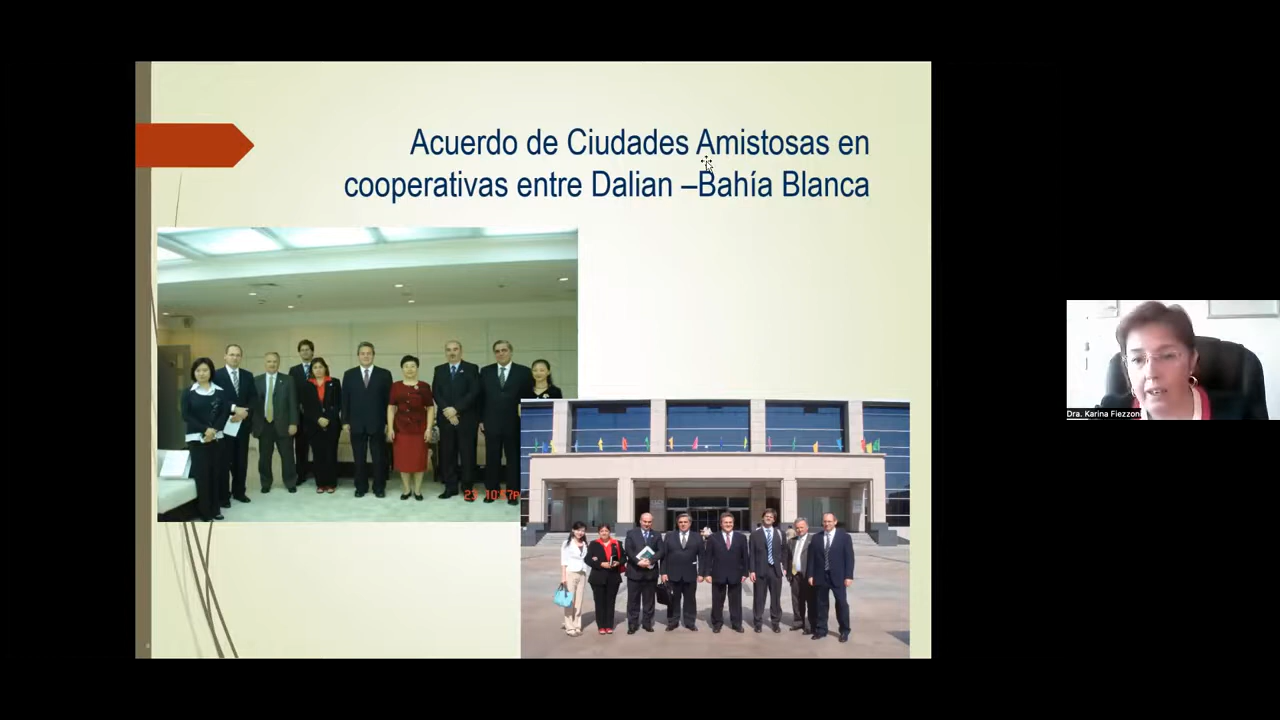 Acuerdo de Ciudades Amistosas en
cooperativas entre Dalian –Bahía Blanca
Dra. Karina Fiezzoni